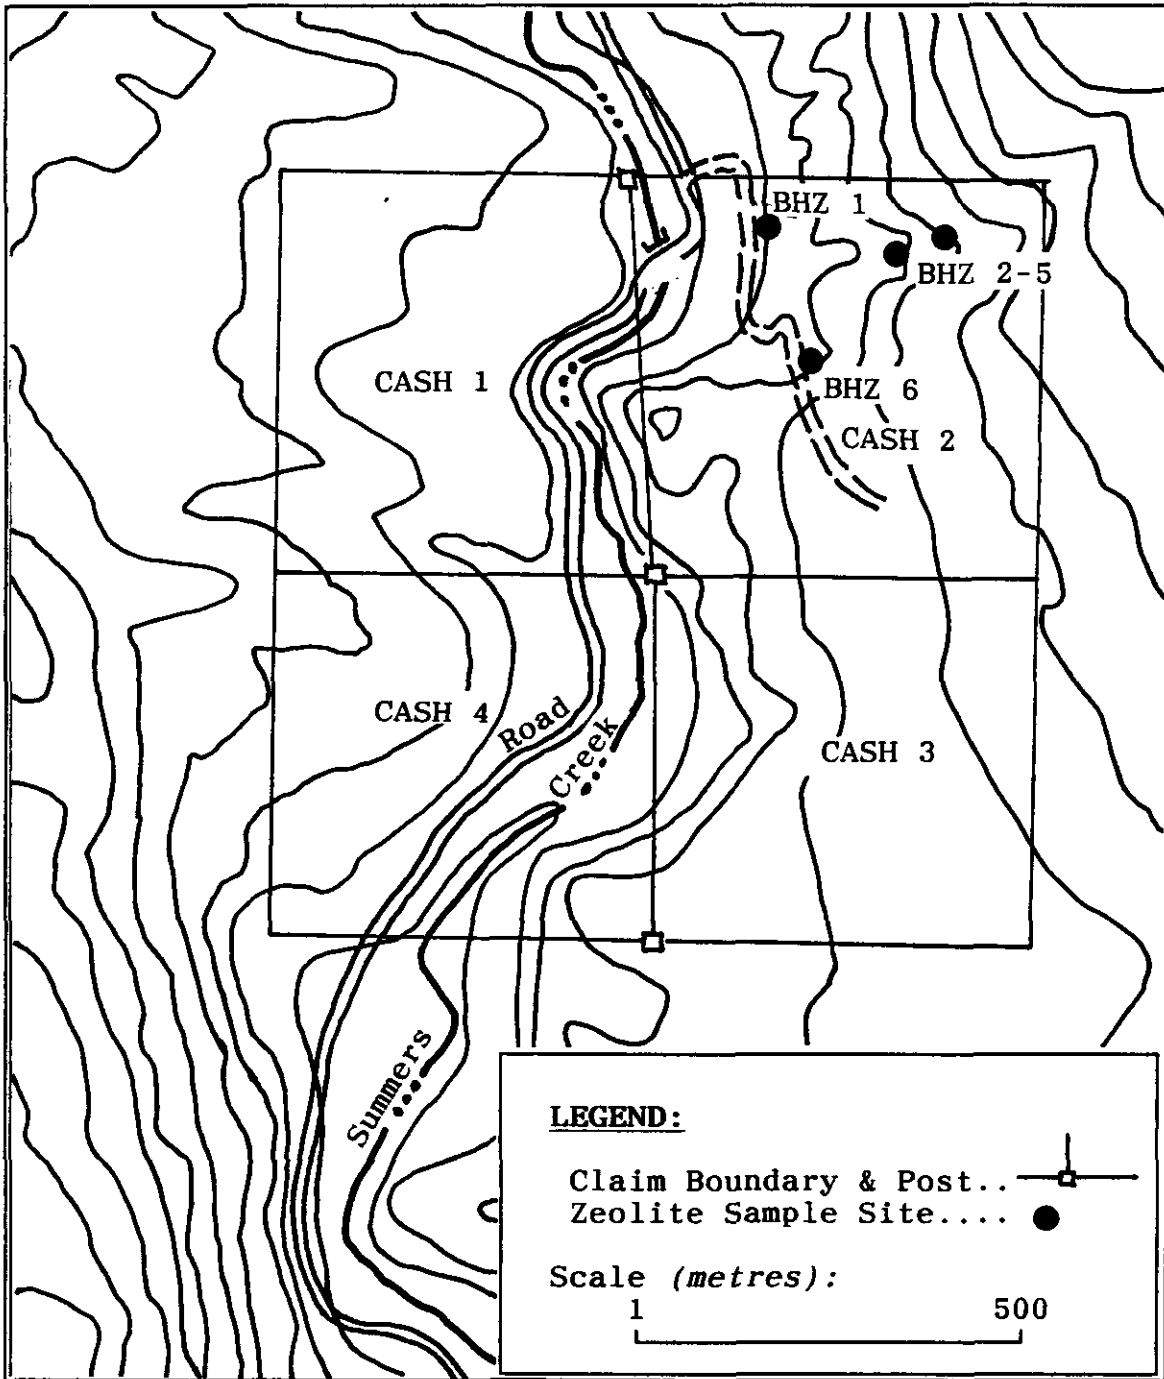 BHZ 1
BHZ 2-5
CASH 1
BHZ 6
CASH 2
CASH 4
Road
Creek
CASH 3
Summers
LEGEND:
Claim Boundary & Post..
Zeolite Sample Site....
Scale (metres):
1 500